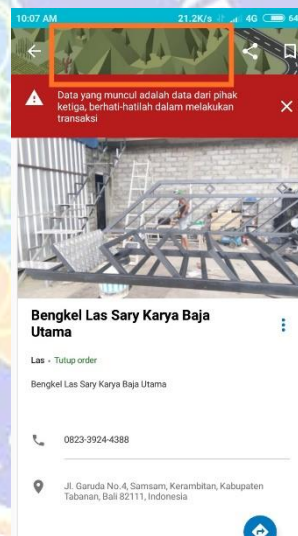 10:07 AM
21.2K/s
4G
64
Data yang muncul adalah data dari pihak
ketiga, berhati-hatilah dalam melakukan
transaksi
Bengkel Las Sary Karya Baja
Utama
Las - Tutup order
Bengkel Las Sary Karya Baja Utama
0823-3924-4388
Jl. Garuda No.4, Samsam, Kerambitan, Kabupaten
Tabanan, Bali 82111, Indonesia